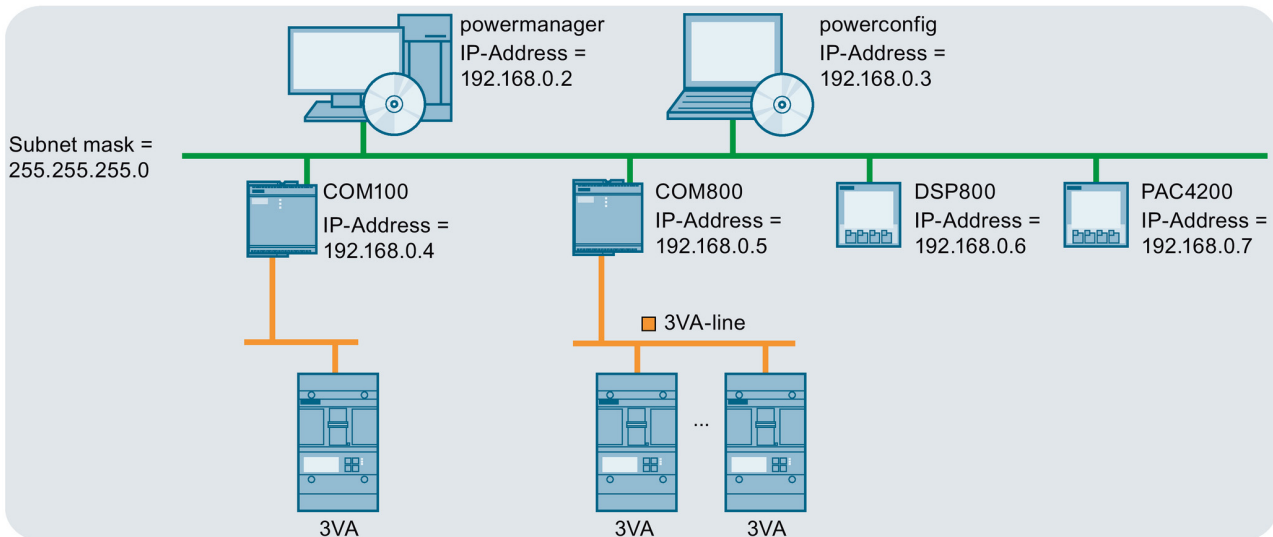 powermanager
IP-Address =
192.168.0.2
powerconfig
IP-Address =
192.168.0.3
Subnet mask =
255.255.255.0
COM100
IP-Address =
192.168.0.4
COM800
IP-Address =
192.168.0.5
DSP800
IP-Address =
192.168.0.6
PAC4200
IP-Address =
192.168.0.7
3VA-line
...
3VA
3VA
3VA